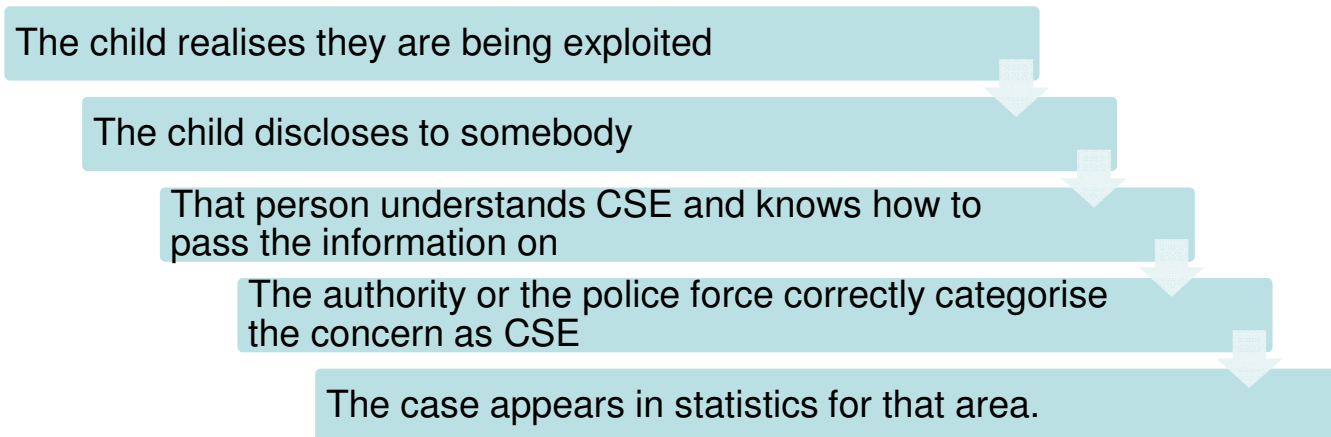 The child realises they are being exploited
The child discloses to somebody
That person understands CSE and knows how to
pass the information on
The authority or the police force correctly categorise
the concern as CSE
The case appears in statistics for that area.